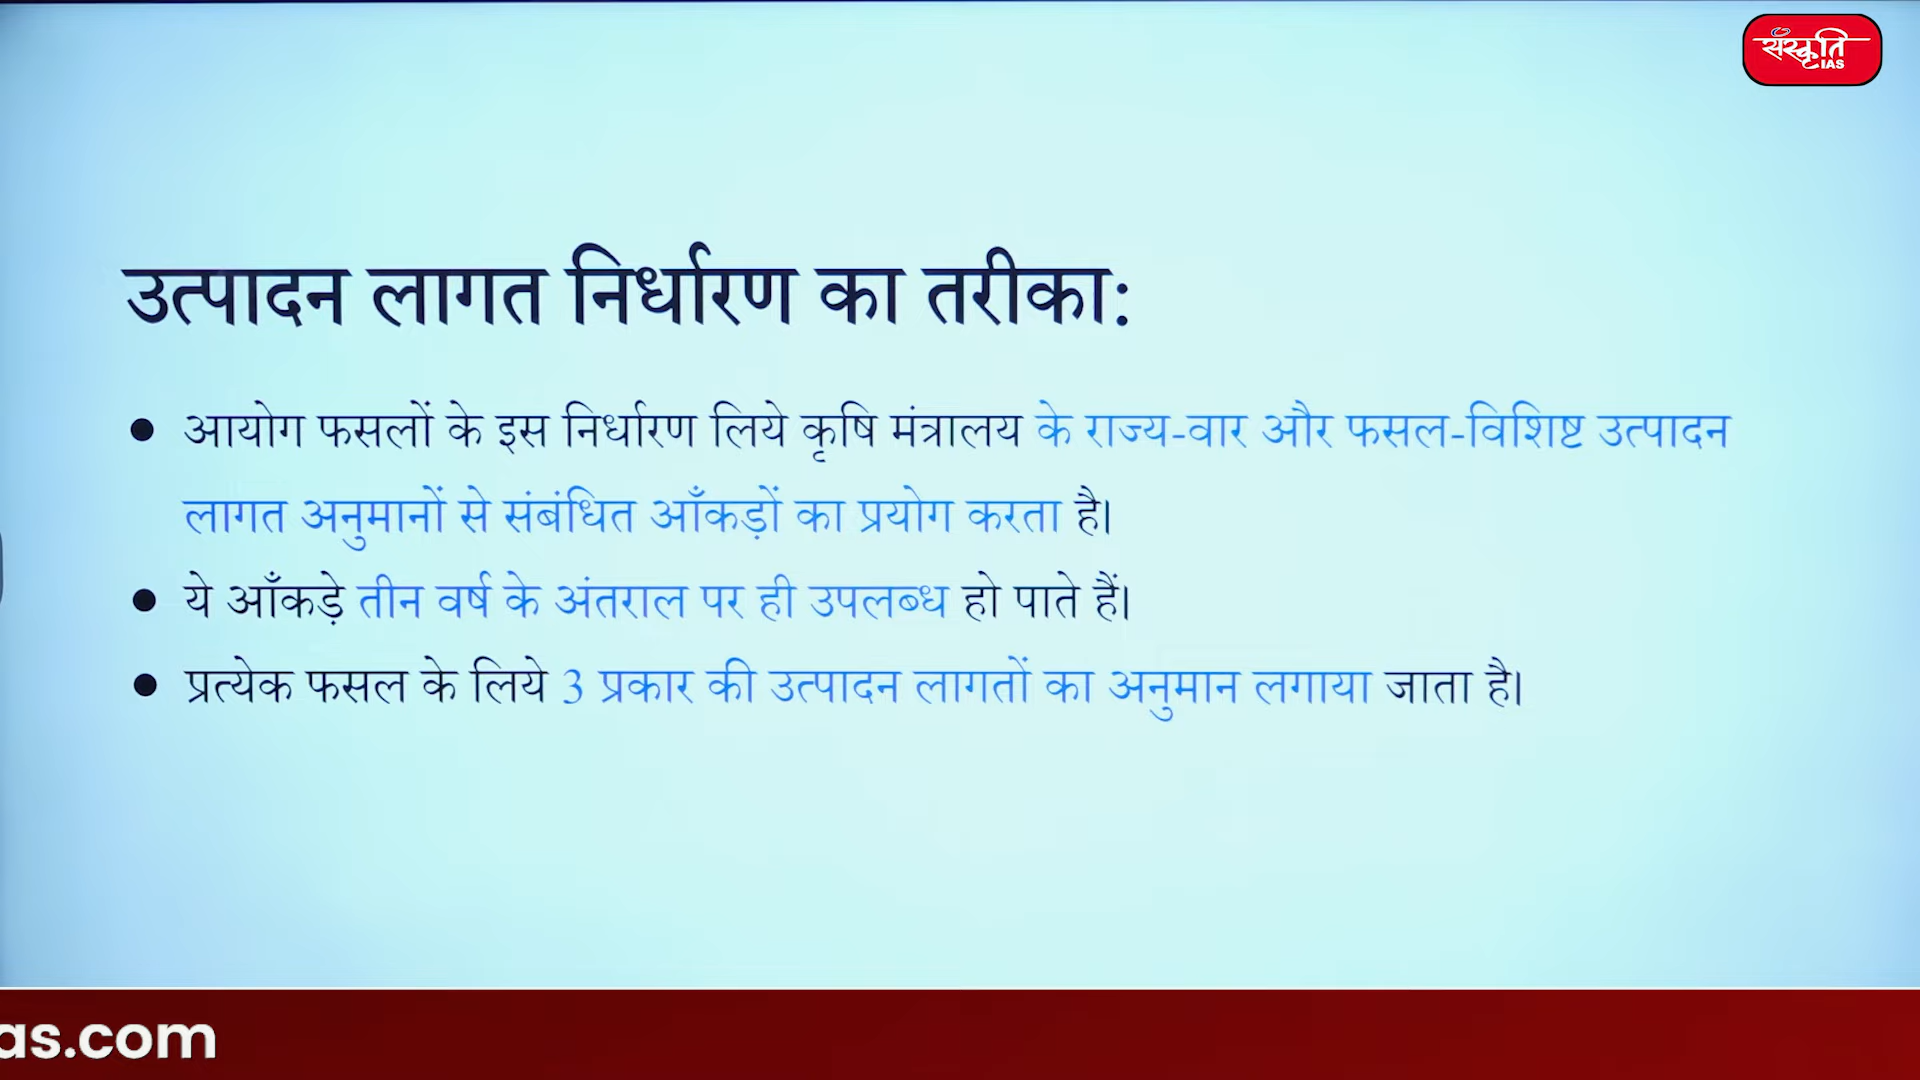 संस्कृति
IAS
उत्पादन लागत निर्धारण का तरीका:
● आयोग फसलों के इस निर्धारण लिये कृषि मंत्रालय के राज्य-वार और फसल-विशिष्ट उत्पादन
लागत अनुमानों से संबंधित आँकड़ों का प्रयोग करता है।
● ये आँकड़े तीन वर्ष के अंतराल पर ही उपलब्ध हो पाते हैं।
● प्रत्येक फसल के लिये 3 प्रकार की उत्पादन लागतों का अनुमान लगाया जाता है।
as.com